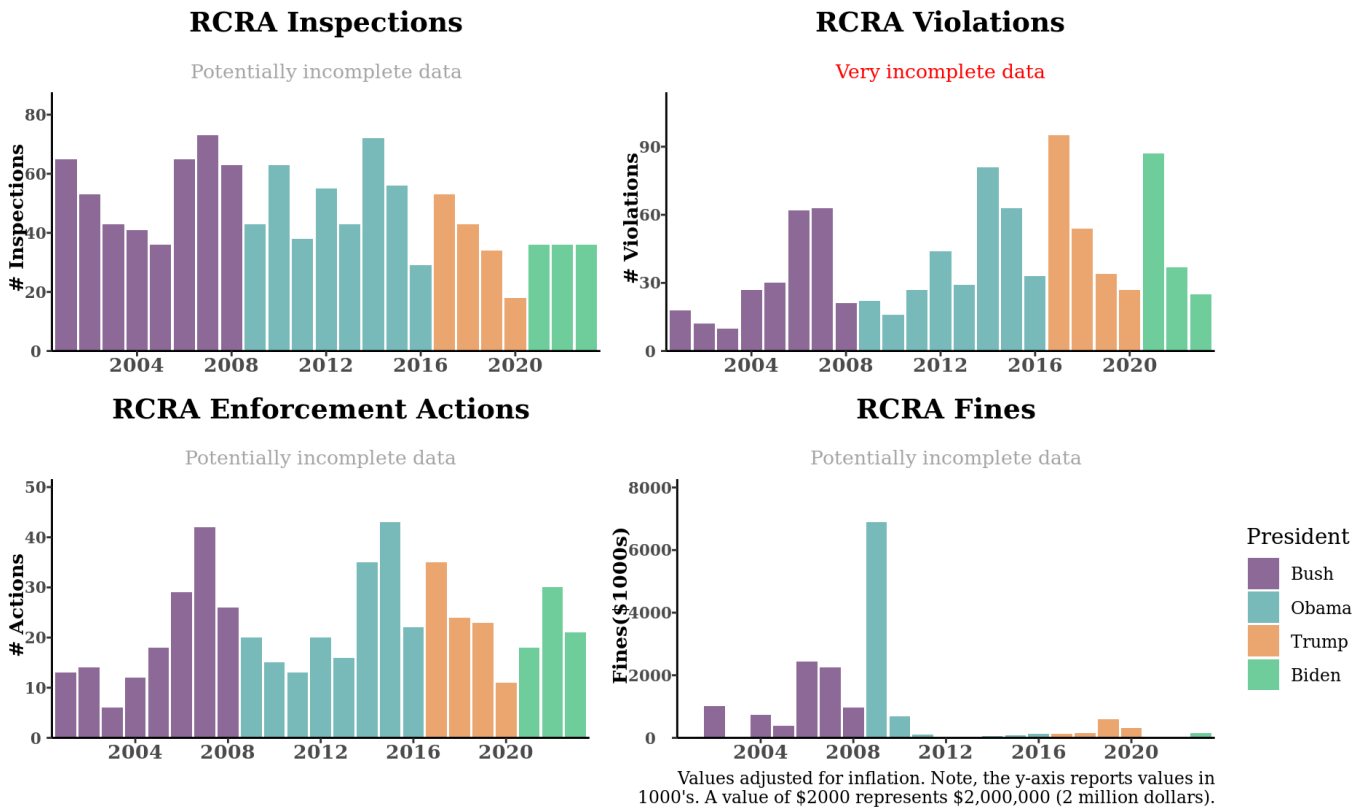 RCRA Inspections
Potentially incomplete data
# Inspections
80
60
40
20
0
2004 2008 2012 2016 2020
RCRA Violations
Very incomplete data
# Violations
90
60
30
0
2004 2008 2012 2016 2020
RCRA Enforcement Actions
Potentially incomplete data
# Actions
50
40
30
20
10
0
2004 2008 2012 2016 2020
RCRA Fines
Potentially incomplete data
Fines($1000s)
8000
6000
4000
2000
0
2004 2008 2012 2016 2020
President
Bush
Obama
Trump
Biden
Values adjusted for inflation. Note, the y-axis reports values in
1000's. A value of $2000 represents $2,000,000 (2 million dollars).